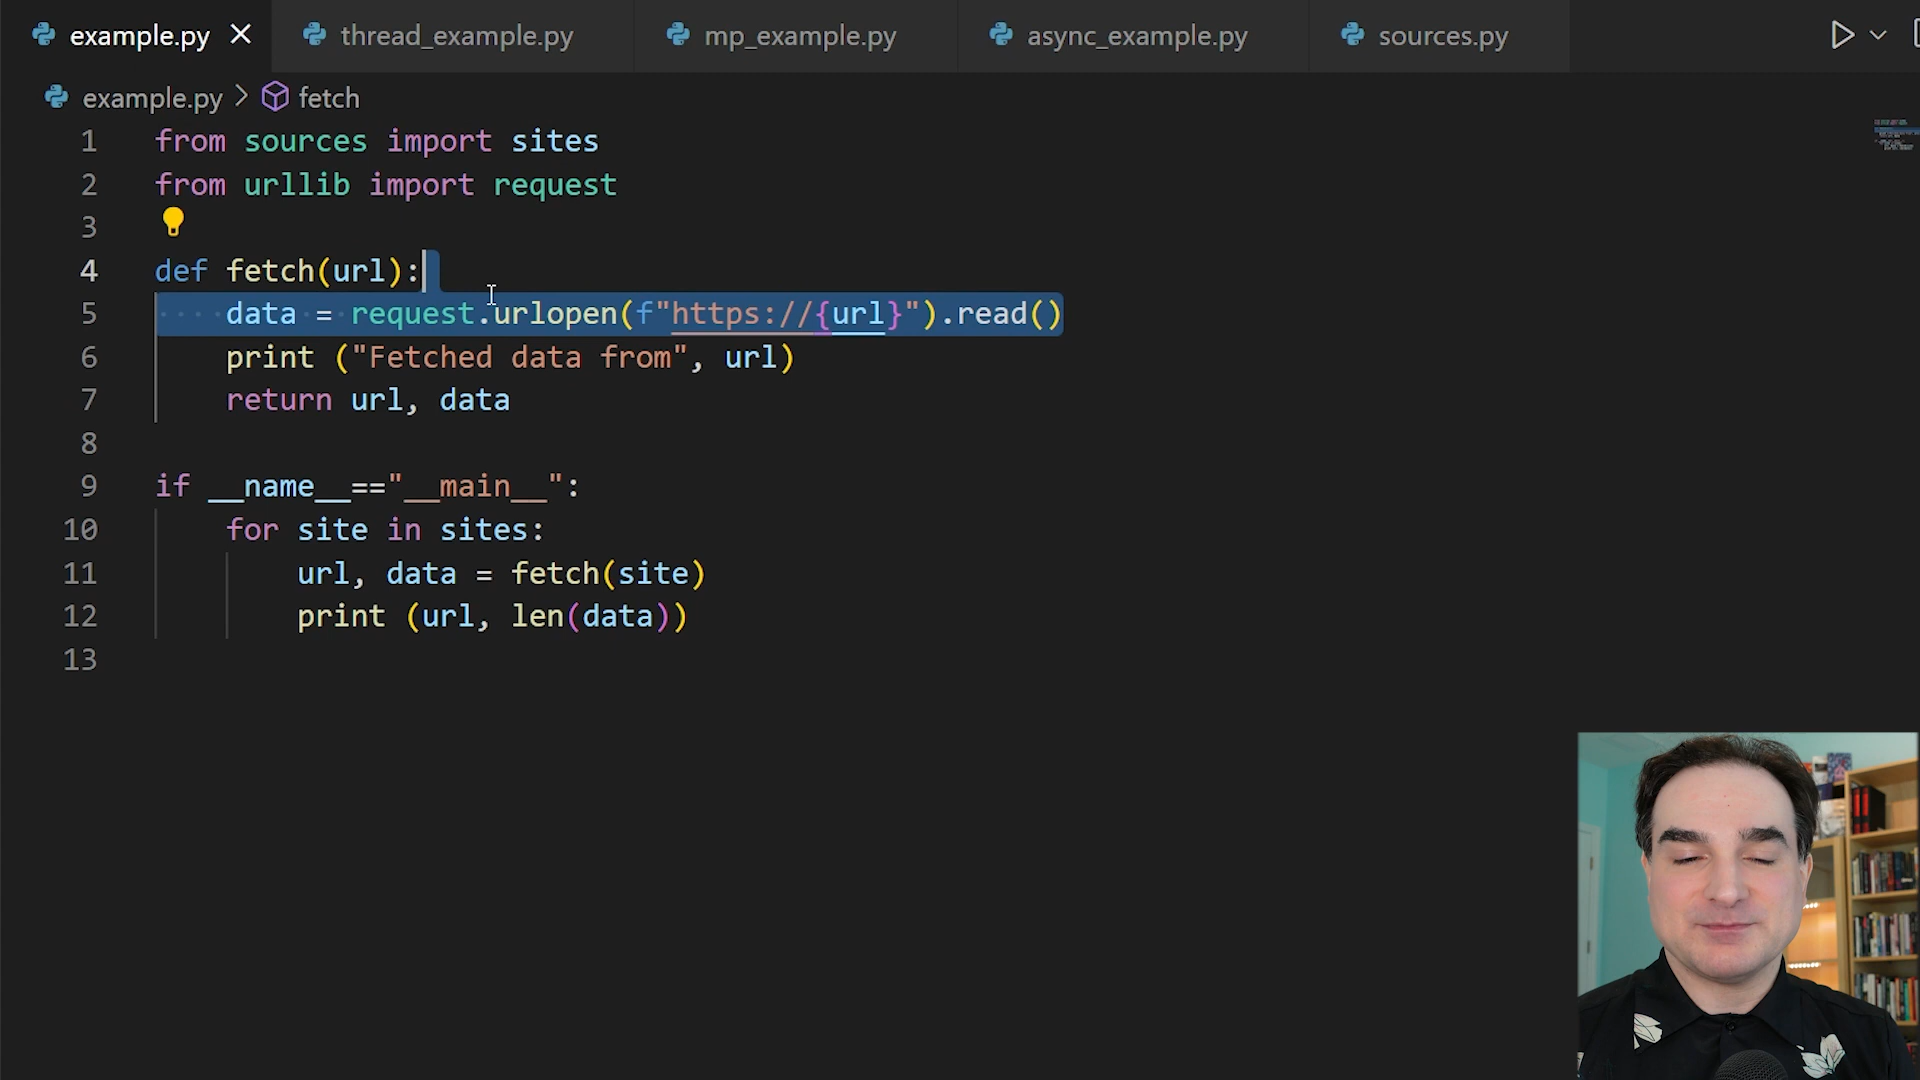 example.py
thread_example.py
mp_example.py
async_example.py
sources.py
example.py > fetch
1 from sources import sites
2 from urllib import request
3
4 def fetch(url):
5     data = request.urlopen(f"https://{url}").read()
6     print ("Fetched data from", url)
7     return url, data
8
9 if __name__=="__main__":
10     for site in sites:
11         url, data = fetch(site)
12         print (url, len(data))
13